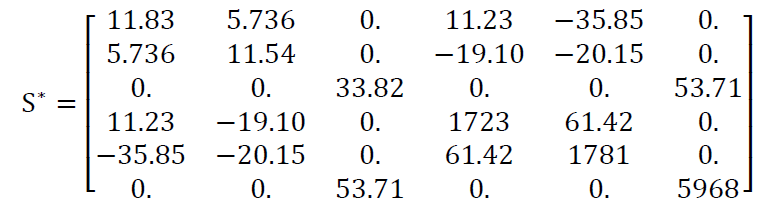 11.83 5.736 0. 11.23 −35.85 0.
5.736 11.54 0. −19.10 −20.15 0.
S* = 0. 0. 33.82 0. 0. 53.71
11.23 −19.10 0. 1723 61.42 0.
−35.85 −20.15 0. 61.42 1781 0.
0. 0. 53.71 0. 0. 5968